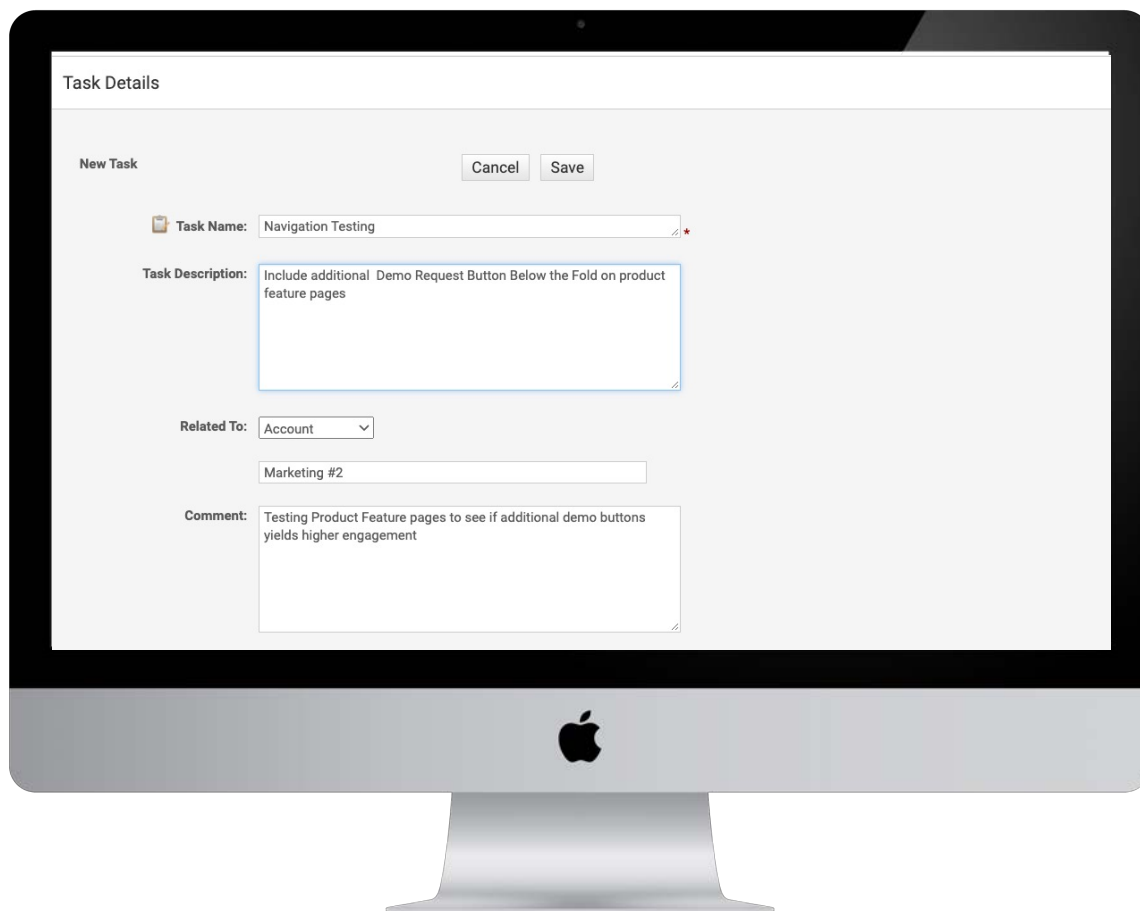 Task Details
New Task
Cancel Save
Task Name: Navigation Testing *
Task Description: Include additional  Demo Request Button Below the Fold on product
feature pages
Related To: Account
Marketing #2
Comment: Testing Product Feature pages to see if additional demo buttons
yields higher engagement